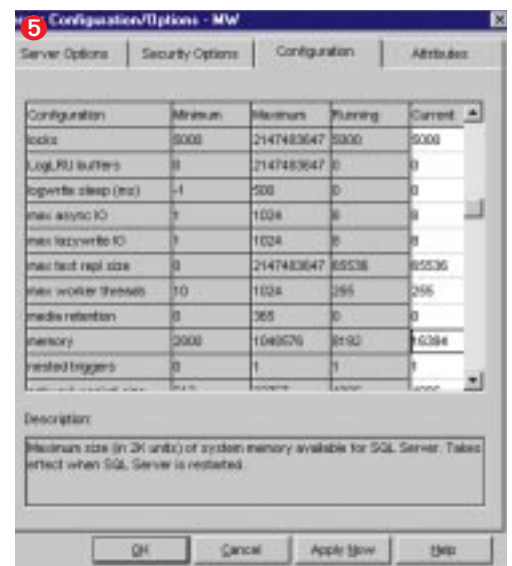 5
Configuration/Options - MW
Server Options Security Options Configuration Attributes
Configuration Minimum Maximum Running Current
locks 5000 2147483647 5000 5000
LogLRU buffers 0 2147483647 0 0
logwrite sleep (ms) -1 500 0 0
max async IO 1 1024 8 8
max lazywrite IO 1 1024 8 8
max text repl size 0 2147483647 65536 65536
max worker threads 10 1024 255 255
media retention 0 365 0 0
memory 2800 1048576 8192 16384
nested triggers 0 1 1 1
Description:
Maximum size (in 2K units) of system memory available for SQL Server. Takes
effect when SQL Server is restarted.
OK Cancel Apply Now Help